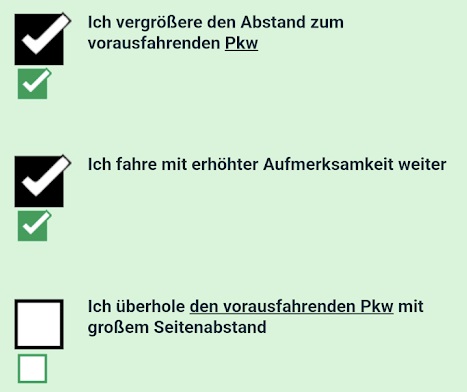 Ich vergrößere den Abstand zum
vorausfahrenden Pkw
Ich fahre mit erhöhter Aufmerksamkeit weiter
Ich überhole den vorausfahrenden Pkw mit
großem Seitenabstand